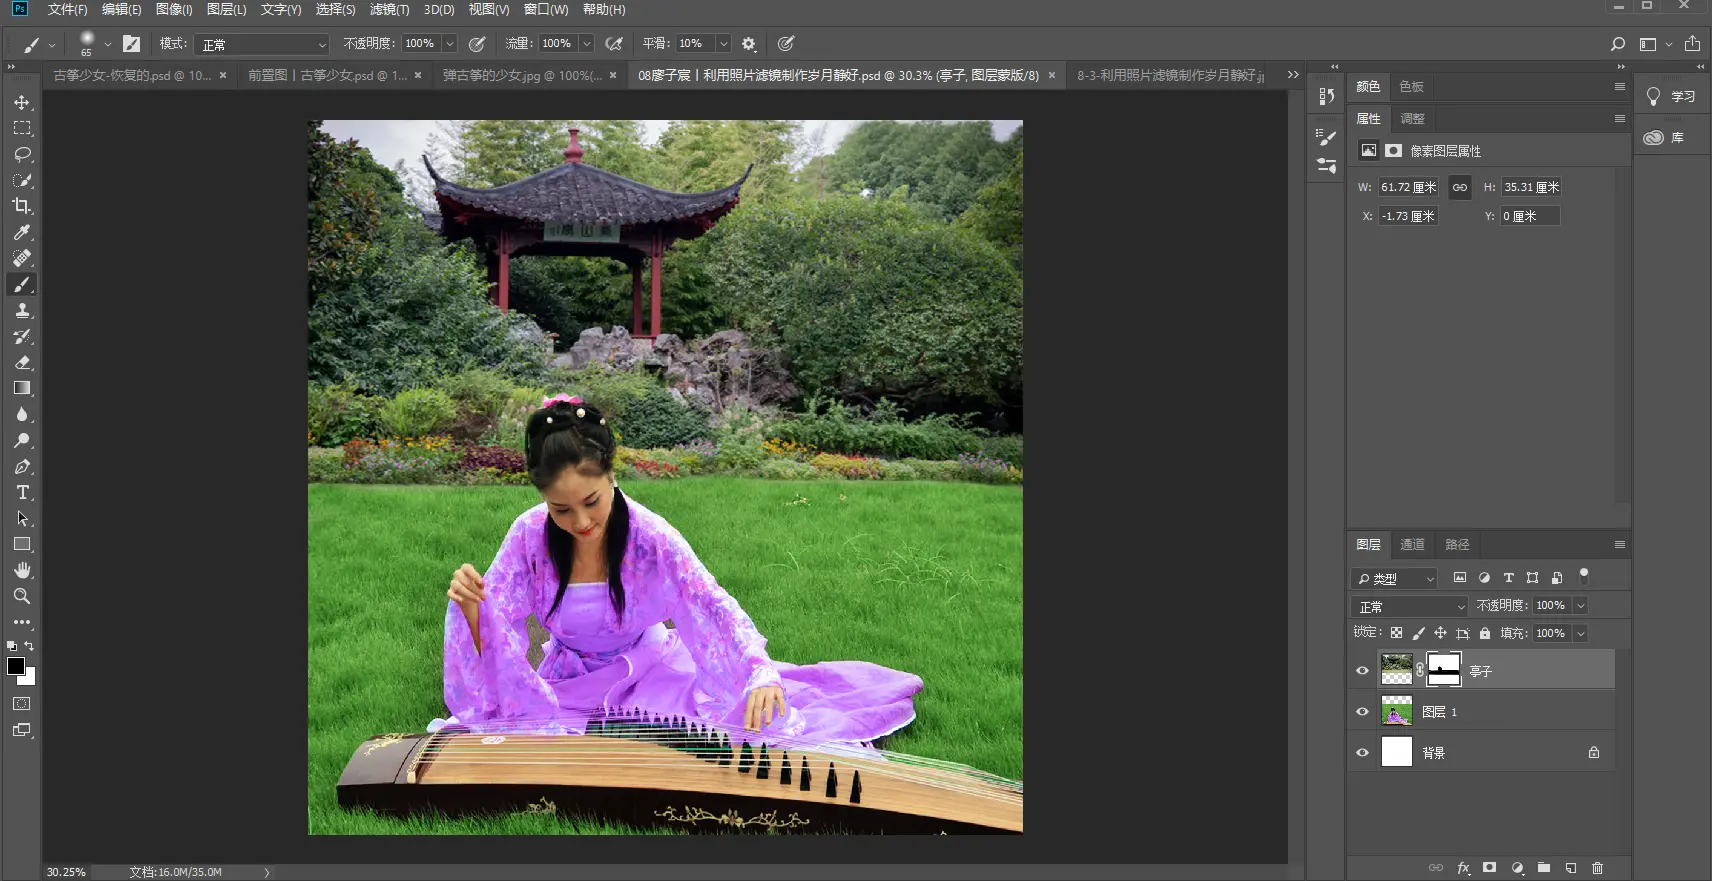 Ps 文件(F) 编辑(E) 图像(I) 图层(L) 文字(Y) 选择(S) 滤镜(T) 3D(D) 视图(V) 窗口(W) 帮助(H)
65 模式: 正常 不透明度: 100% 流量: 100% 平滑: 10%
古筝少女-恢复的.psd @ 10... × 前置图丨古筝少女.psd @ 1... × 弹古筝的少女.jpg @ 100%(... × 08廖子宸丨利用照片滤镜制作岁月静好.psd @ 30.3% (亭子, 图层蒙版/8) × 8-3-利用照片滤镜制作岁月静好.j
颜色 色板
学习
属性 调整
库
像素图层属性
W: 61.72 厘米 H: 35.31 厘米
X: -1.73 厘米 Y: 0 厘米
图层 通道 路径
类型
正常 不透明度: 100%
锁定: 填充: 100%
亭子
图层 1
背景
30.25% 文档:16.0M/35.0M